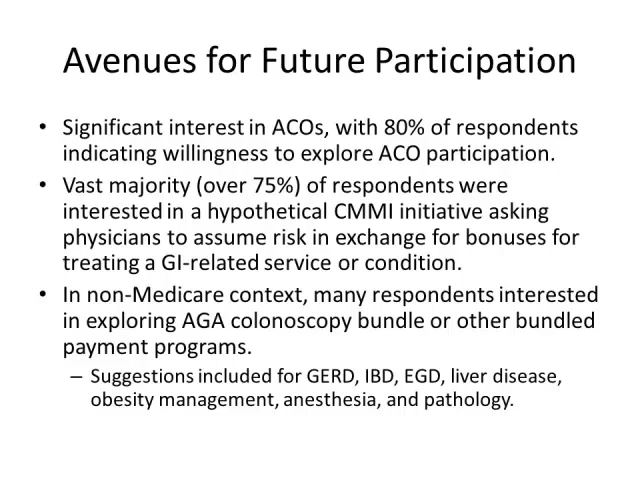 Avenues for Future Participation
• Significant interest in ACOs, with 80% of respondents
indicating willingness to explore ACO participation.
• Vast majority (over 75%) of respondents were
interested in a hypothetical CMMI initiative asking
physicians to assume risk in exchange for bonuses for
treating a GI-related service or condition.
• In non-Medicare context, many respondents interested
in exploring AGA colonoscopy bundle or other bundled
payment programs.
– Suggestions included for GERD, IBD, EGD, liver disease,
obesity management, anesthesia, and pathology.